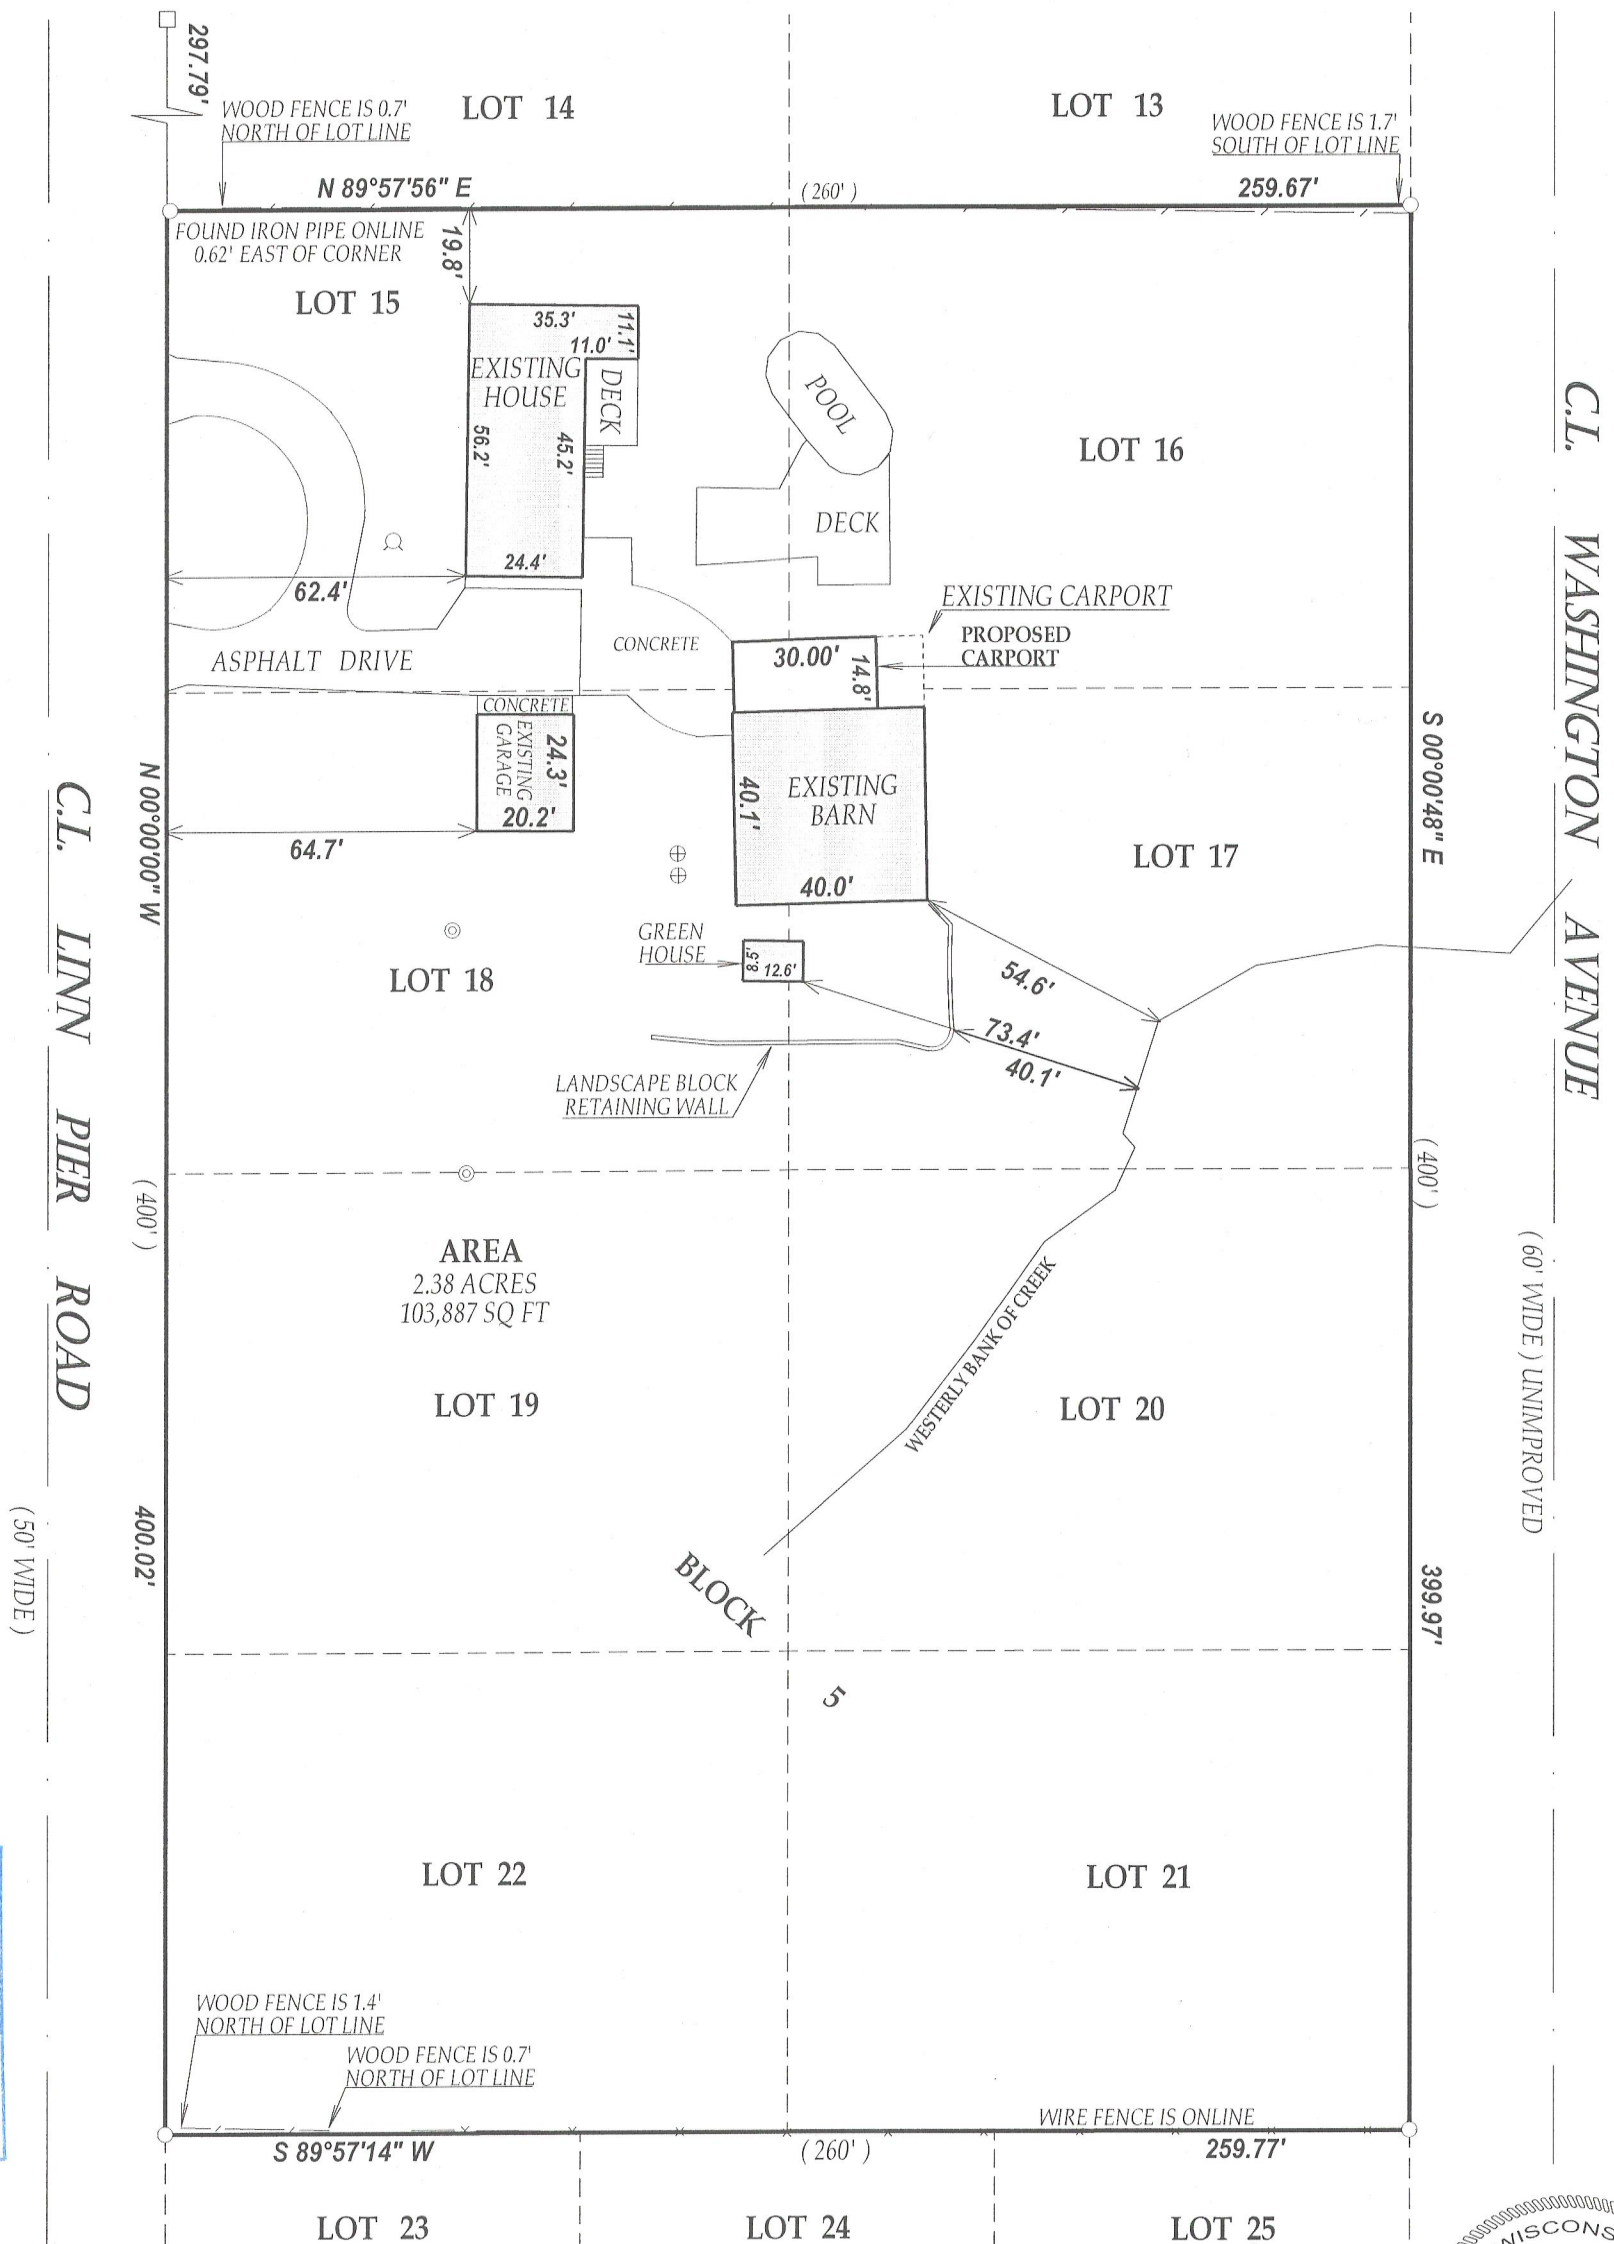 297.79'
WOOD FENCE IS 0.7'
NORTH OF LOT LINE
LOT 14
LOT 13
WOOD FENCE IS 1.7'
SOUTH OF LOT LINE
N 89°57'56" E
( 260' )
259.67'
FOUND IRON PIPE ONLINE
0.62' EAST OF CORNER
19.8'
LOT 15
35.3'
11.1'
11.0'
EXISTING
HOUSE
DECK
56.2'
45.2'
24.4'
POOL
DECK
LOT 16
62.4'
ASPHALT DRIVE
CONCRETE
EXISTING CARPORT
PROPOSED
CARPORT
30.00'
14.8'
CONCRETE
EXISTING
GARAGE
24.3'
20.2'
64.7'
EXISTING
BARN
40.1'
40.0'
LOT 17
GREEN
HOUSE
8.5'
12.6'
54.6'
73.4'
40.1'
LOT 18
LANDSCAPE BLOCK
RETAINING WALL
N 00°00'00" W
( 400' )
400.02'
S 00°00'48" E
( 400' )
399.97'
C.L. LINN PIER ROAD
( 50' WIDE )
C.L. WASHINGTON AVENUE
( 60' WIDE ) UNIMPROVED
AREA
2.38 ACRES
103,887 SQ FT
WESTERLY BANK OF CREEK
LOT 19
LOT 20
BLOCK
5
LOT 22
LOT 21
WOOD FENCE IS 1.4'
NORTH OF LOT LINE
WOOD FENCE IS 0.7'
NORTH OF LOT LINE
WIRE FENCE IS ONLINE
S 89°57'14" W
( 260' )
259.77'
LOT 23
LOT 24
LOT 25
WISCONS